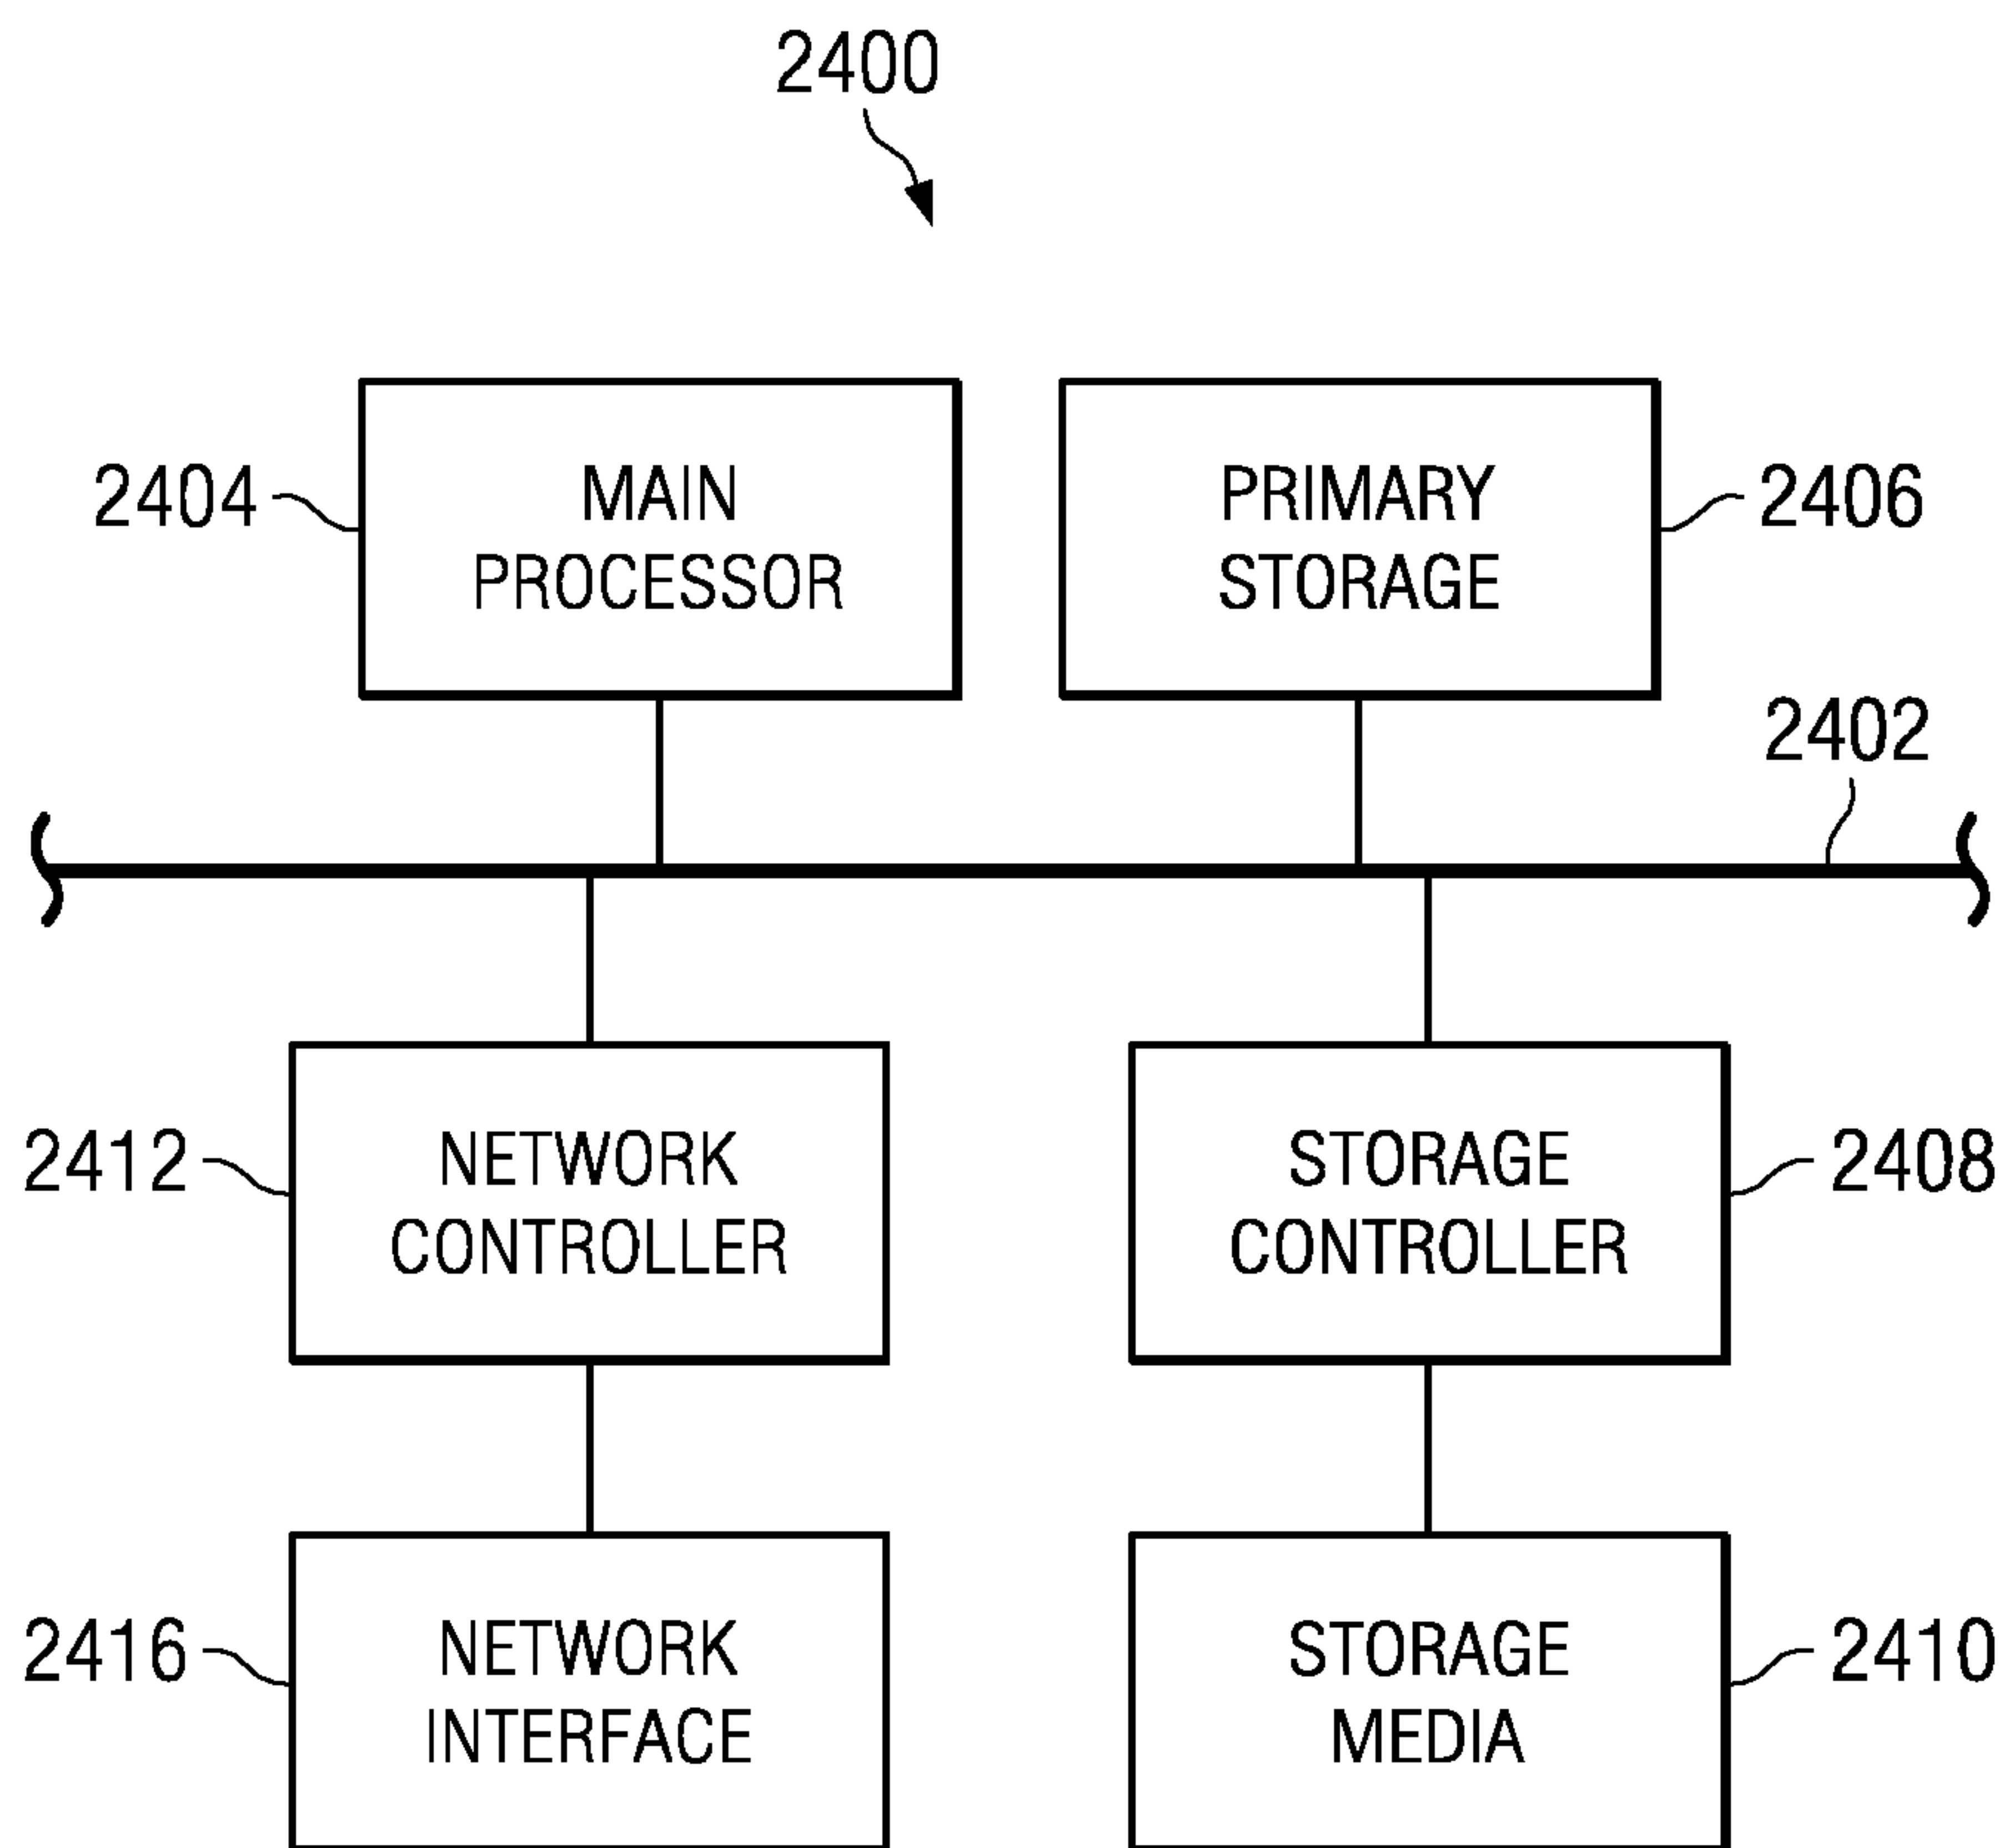 2400
2404
MAIN
PROCESSOR
PRIMARY
STORAGE
2406
2402
2412
NETWORK
CONTROLLER
STORAGE
CONTROLLER
2408
2416
NETWORK
INTERFACE
STORAGE
MEDIA
2410